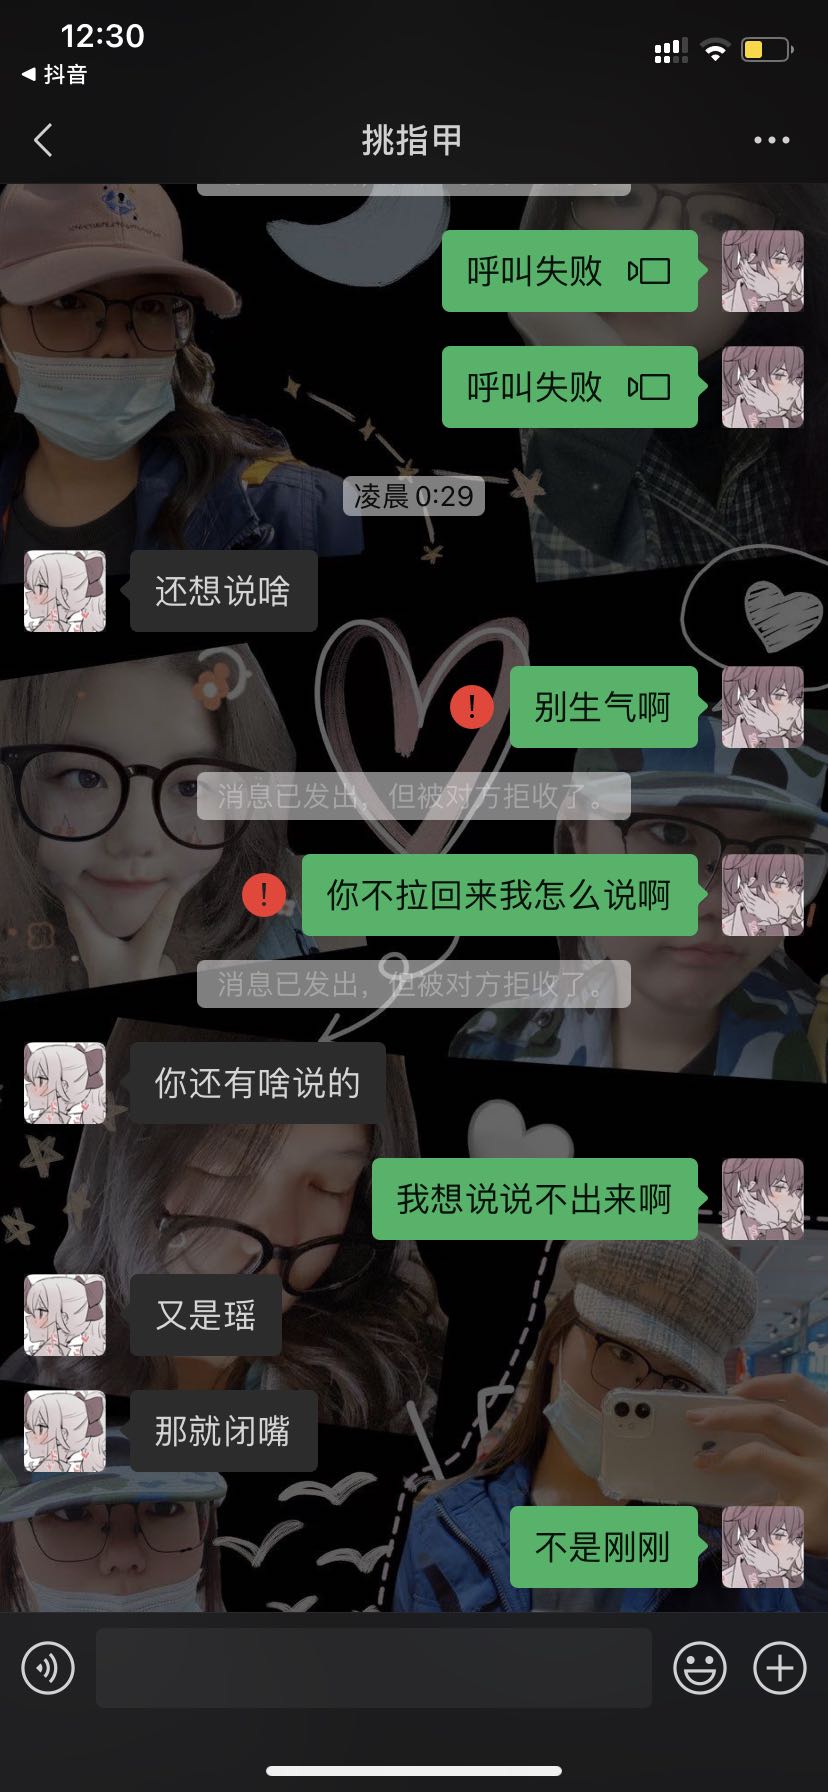 12:30
抖音
挑指甲
呼叫失败
呼叫失败
凌晨 0:29
还想说啥
别生气啊
消息已发出，但被对方拒收了。
你不拉回来我怎么说啊
消息已发出，但被对方拒收了。
你还有啥说的
我想说说不出来啊
又是瑶
那就闭嘴
不是刚刚